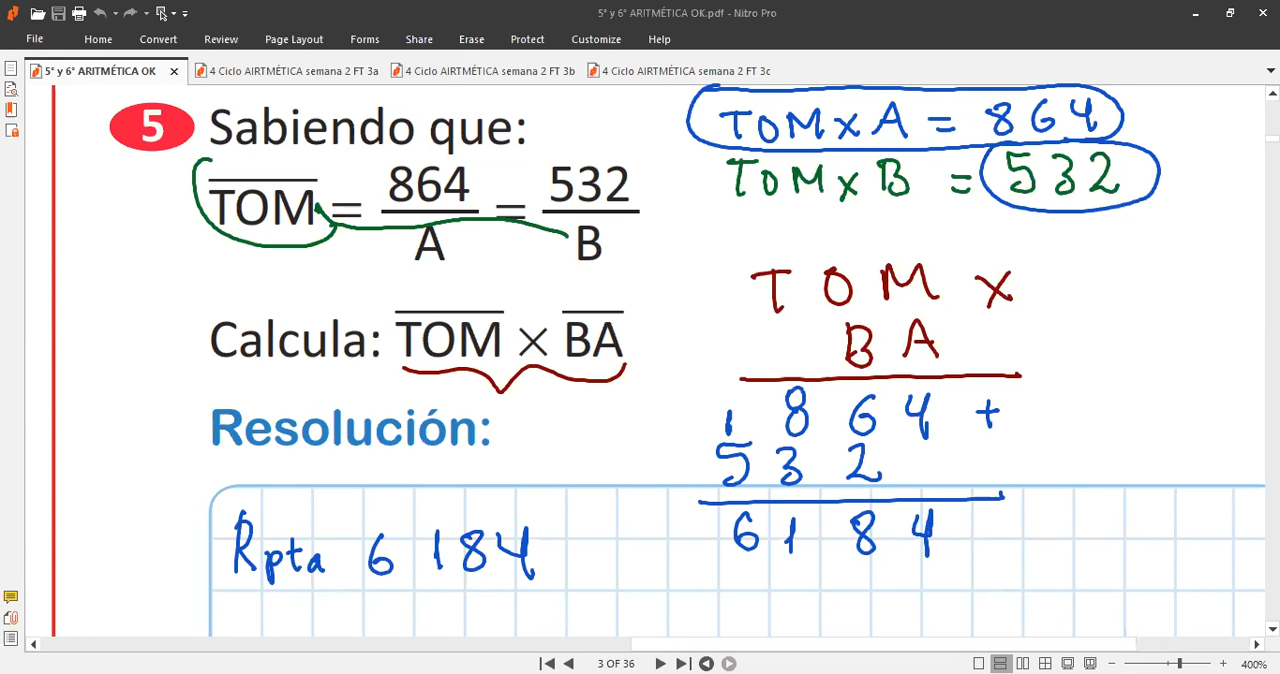 5° y 6° ARITMÉTICA OK.pdf - Nitro Pro
File Home Convert Review Page Layout Forms Share Erase Protect Customize Help
5° y 6° ARITMÉTICA OK 4 Ciclo AIRTMÉTICA semana 2 FT 3a 4 Ciclo AIRTMÉTICA semana 2 FT 3b 4 Ciclo AIRTMÉTICA semana 2 FT 3c
5 Sabiendo que:
TOM = 864/A = 532/B
Calcula: TOM × BA
Resolución:
Rpta 6 184
TOM x A = 864
TOM x B = 532
T O M x
B A
1 8 6 4 +
5 3 2
6 1 8 4
3 OF 36
400%